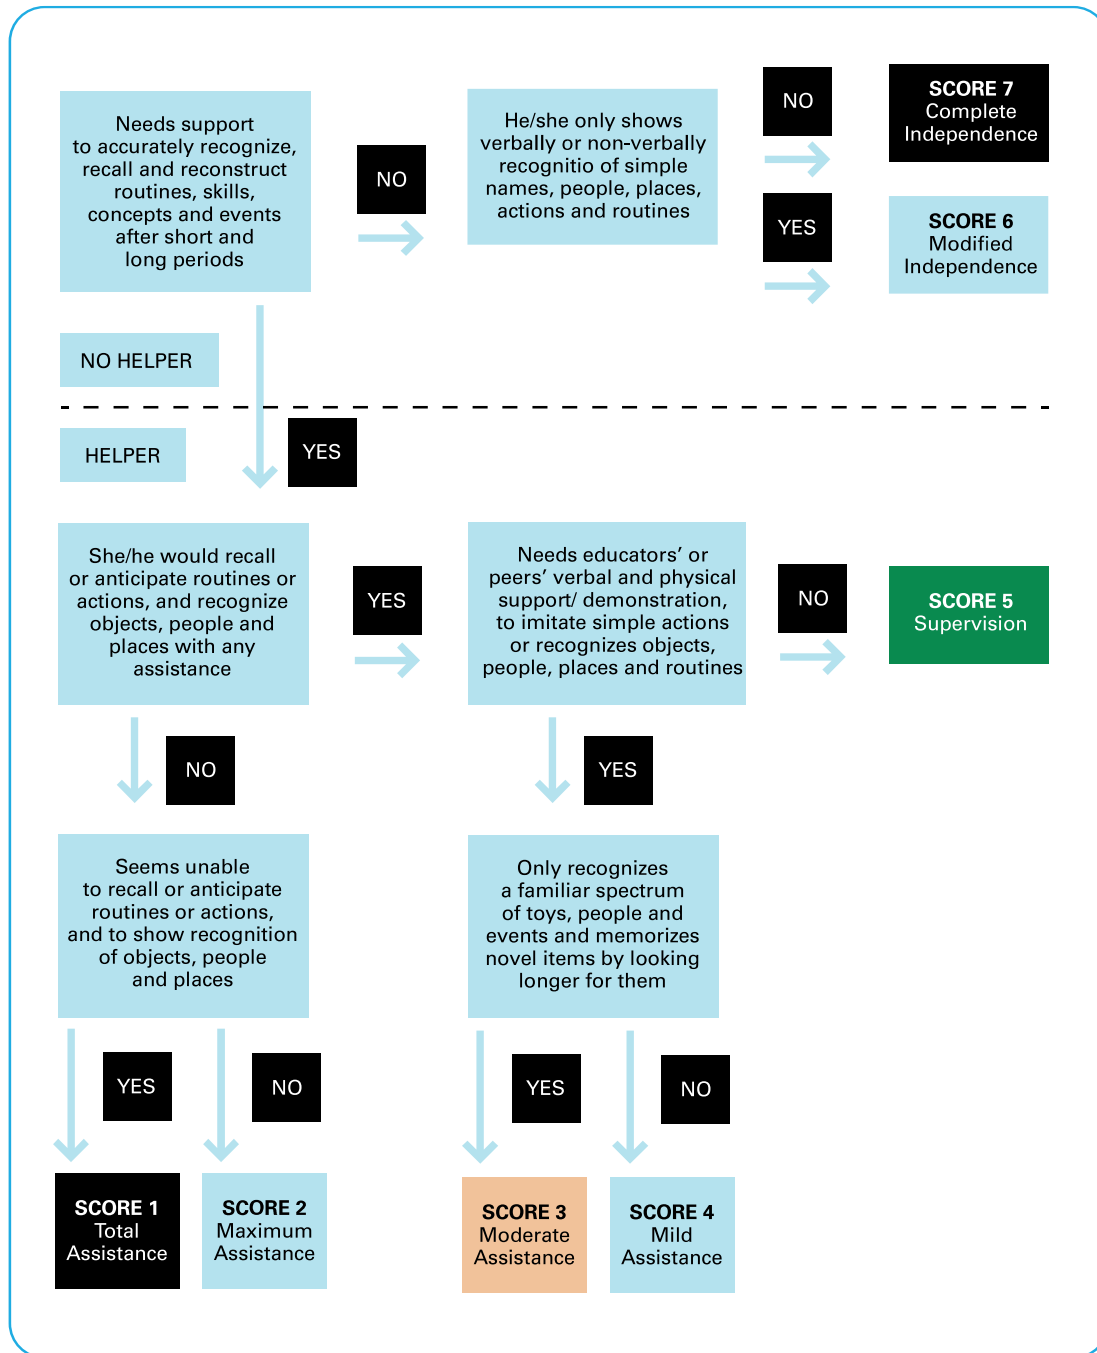 Needs support
to accurately recognize,
recall and reconstruct
routines, skills,
concepts and events
after short and
long periods
NO
He/she only shows
verbally or non-verbally
recognitio of simple
names, people, places,
actions and routines
NO
SCORE 7
Complete
Independence
YES
SCORE 6
Modified
Independence
NO HELPER
HELPER
YES
She/he would recall
or anticipate routines or
actions, and recognize
objects, people and
places with any
assistance
YES
Needs educators’ or
peers’ verbal and physical
support/ demonstration,
to imitate simple actions
or recognizes objects,
people, places and routines
NO
SCORE 5
Supervision
NO
YES
Seems unable
to recall or anticipate
routines or actions,
and to show recognition
of objects, people
and places
Only recognizes
a familiar spectrum
of toys, people and
events and memorizes
novel items by looking
longer for them
YES
NO
YES
NO
SCORE 1
Total
Assistance
SCORE 2
Maximum
Assistance
SCORE 3
Moderate
Assistance
SCORE 4
Mild
Assistance